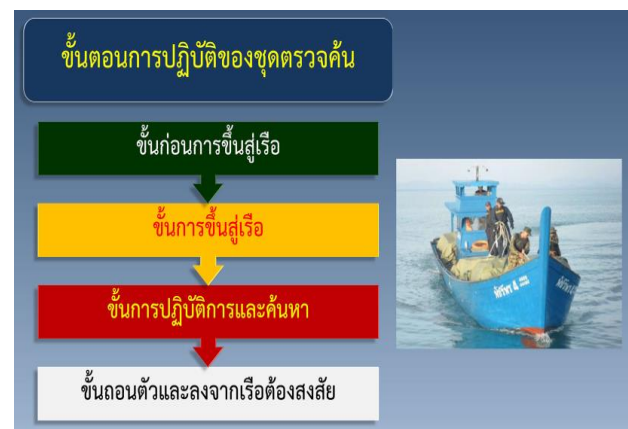 ขั้นตอนการปฏิบัติของชุดตรวจค้น
ขั้นก่อนการขึ้นสู่เรือ
ขั้นการขึ้นสู่เรือ
ขั้นการปฏิบัติการและค้นหา
ขั้นถอนตัวและลงจากเรือต้องสงสัย